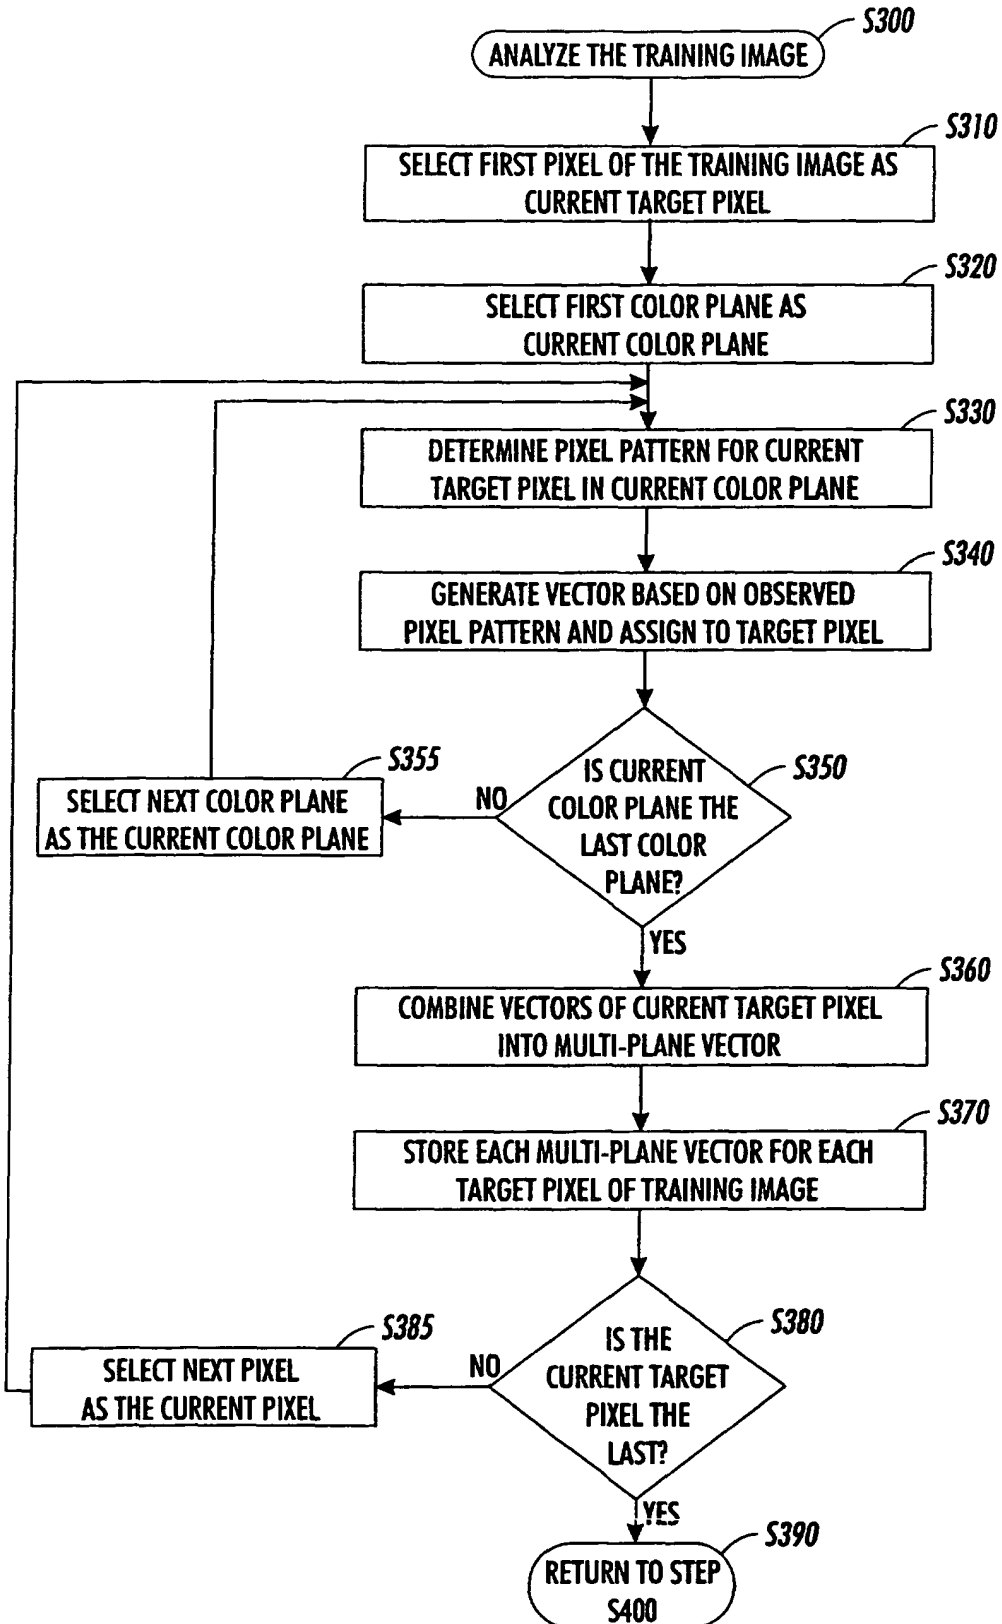 S300
ANALYZE THE TRAINING IMAGE
S310
SELECT FIRST PIXEL OF THE TRAINING IMAGE AS
CURRENT TARGET PIXEL
S320
SELECT FIRST COLOR PLANE AS
CURRENT COLOR PLANE
S330
DETERMINE PIXEL PATTERN FOR CURRENT
TARGET PIXEL IN CURRENT COLOR PLANE
S340
GENERATE VECTOR BASED ON OBSERVED
PIXEL PATTERN AND ASSIGN TO TARGET PIXEL
S350
IS CURRENT
COLOR PLANE THE
LAST COLOR
PLANE?
NO
S355
SELECT NEXT COLOR PLANE
AS THE CURRENT COLOR PLANE
YES
S360
COMBINE VECTORS OF CURRENT TARGET PIXEL
INTO MULTI-PLANE VECTOR
S370
STORE EACH MULTI-PLANE VECTOR FOR EACH
TARGET PIXEL OF TRAINING IMAGE
S380
IS THE
CURRENT TARGET
PIXEL THE
LAST?
NO
S385
SELECT NEXT PIXEL
AS THE CURRENT PIXEL
YES
S390
RETURN TO STEP
S400